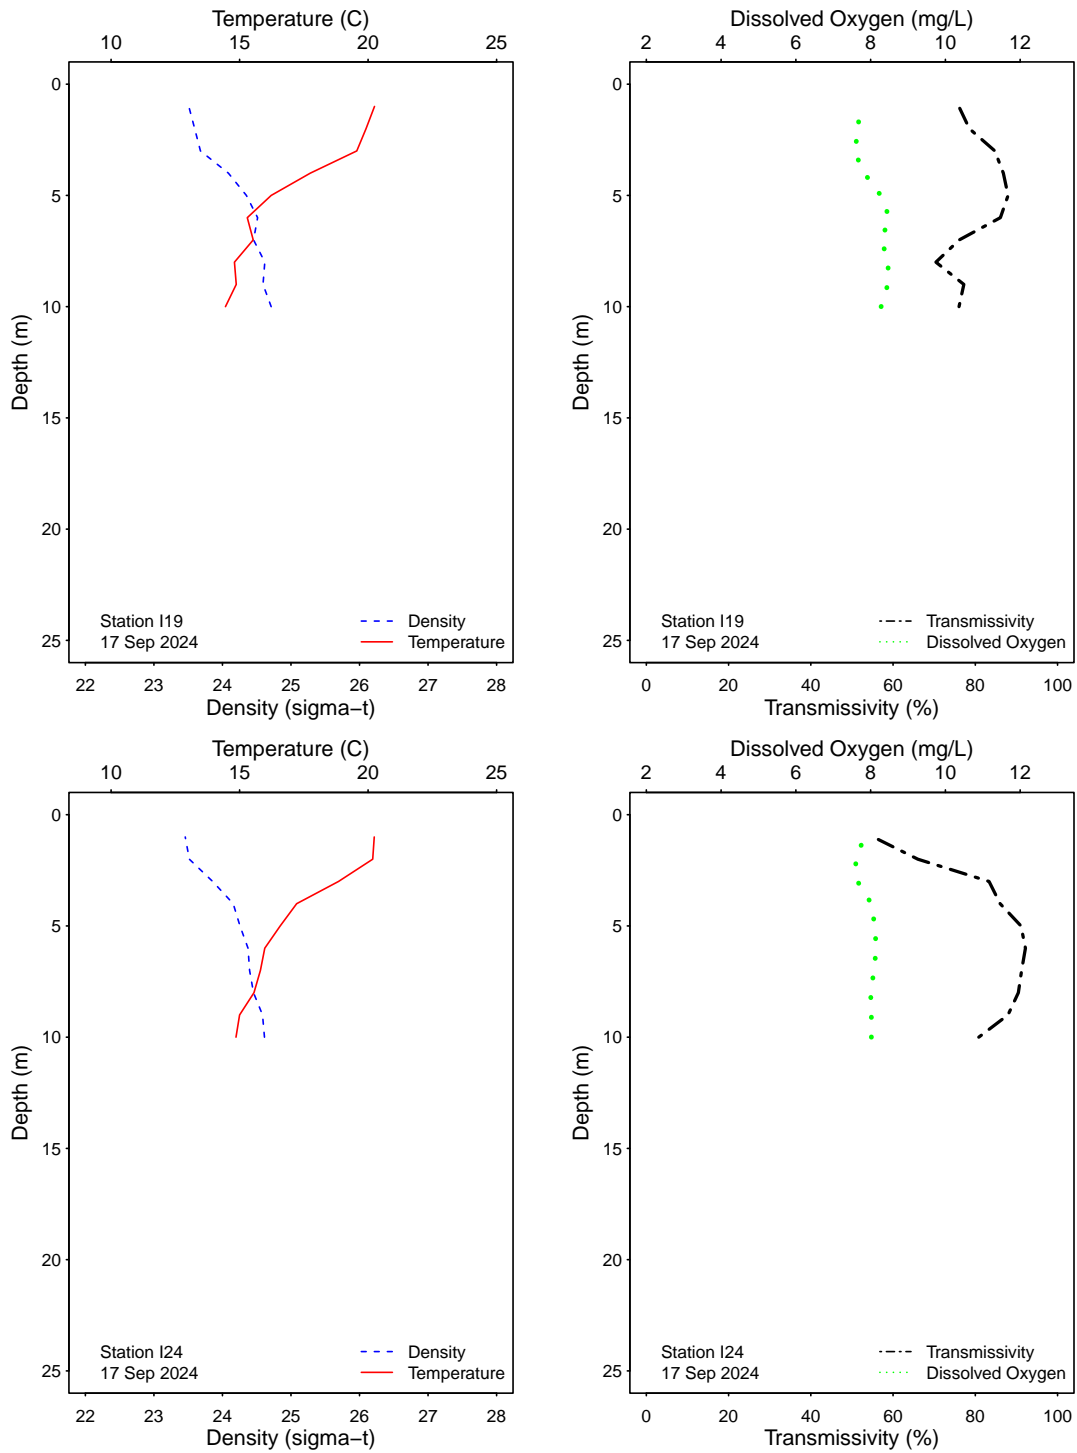 Temperature (C)
10 15 20 25
0
5
10
15
20
25
Depth (m)
Station I19
17 Sep 2024
Density
Temperature
22 23 24 25 26 27 28
Density (sigma−t)
Dissolved Oxygen (mg/L)
2 4 6 8 10 12
0
5
10
15
20
25
Depth (m)
Station I19
17 Sep 2024
Transmissivity
Dissolved Oxygen
0 20 40 60 80 100
Transmissivity (%)
Temperature (C)
10 15 20 25
0
5
10
15
20
25
Depth (m)
Station I24
17 Sep 2024
Density
Temperature
22 23 24 25 26 27 28
Density (sigma−t)
Dissolved Oxygen (mg/L)
2 4 6 8 10 12
0
5
10
15
20
25
Depth (m)
Station I24
17 Sep 2024
Transmissivity
Dissolved Oxygen
0 20 40 60 80 100
Transmissivity (%)